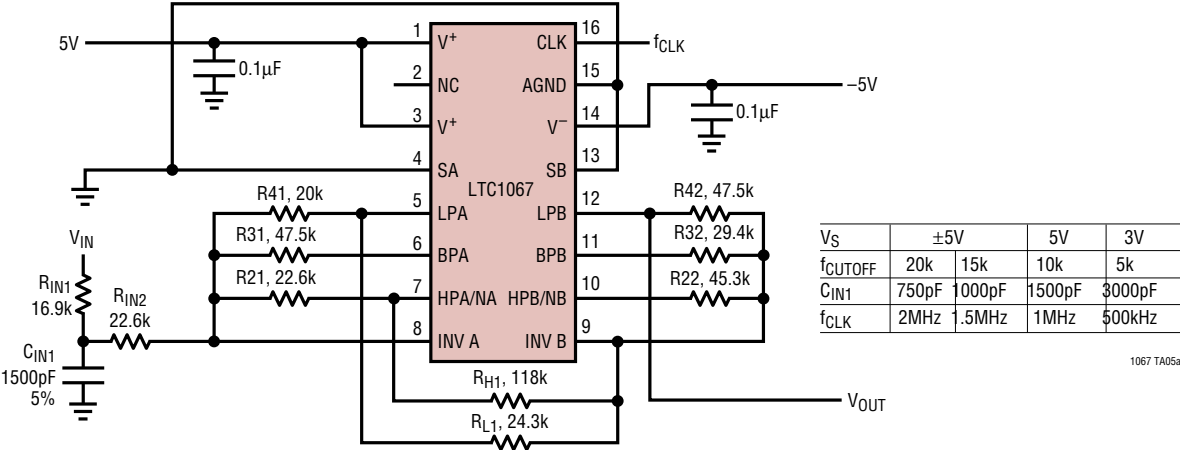 5V
0.1µF
1
V+
2
NC
3
V+
4
SA
LTC1067
5
LPA
6
BPA
7
HPA/NA
8
INV A
16
CLK
fCLK
15
AGND
14
V−
−5V
0.1µF
13
SB
12
LPB
11
BPB
10
HPB/NB
9
INV B
R41, 20k
R31, 47.5k
R21, 22.6k
VIN
RIN1
16.9k
RIN2
22.6k
CIN1
1500pF
5%
R42, 47.5k
R32, 29.4k
R22, 45.3k
RH1, 118k
RL1, 24.3k
VOUT
VS ±5V 5V 3V
fCUTOFF 20k 15k 10k 5k
CIN1 750pF 1000pF 1500pF 3000pF
fCLK 2MHz 1.5MHz 1MHz 500kHz
1067 TA05a